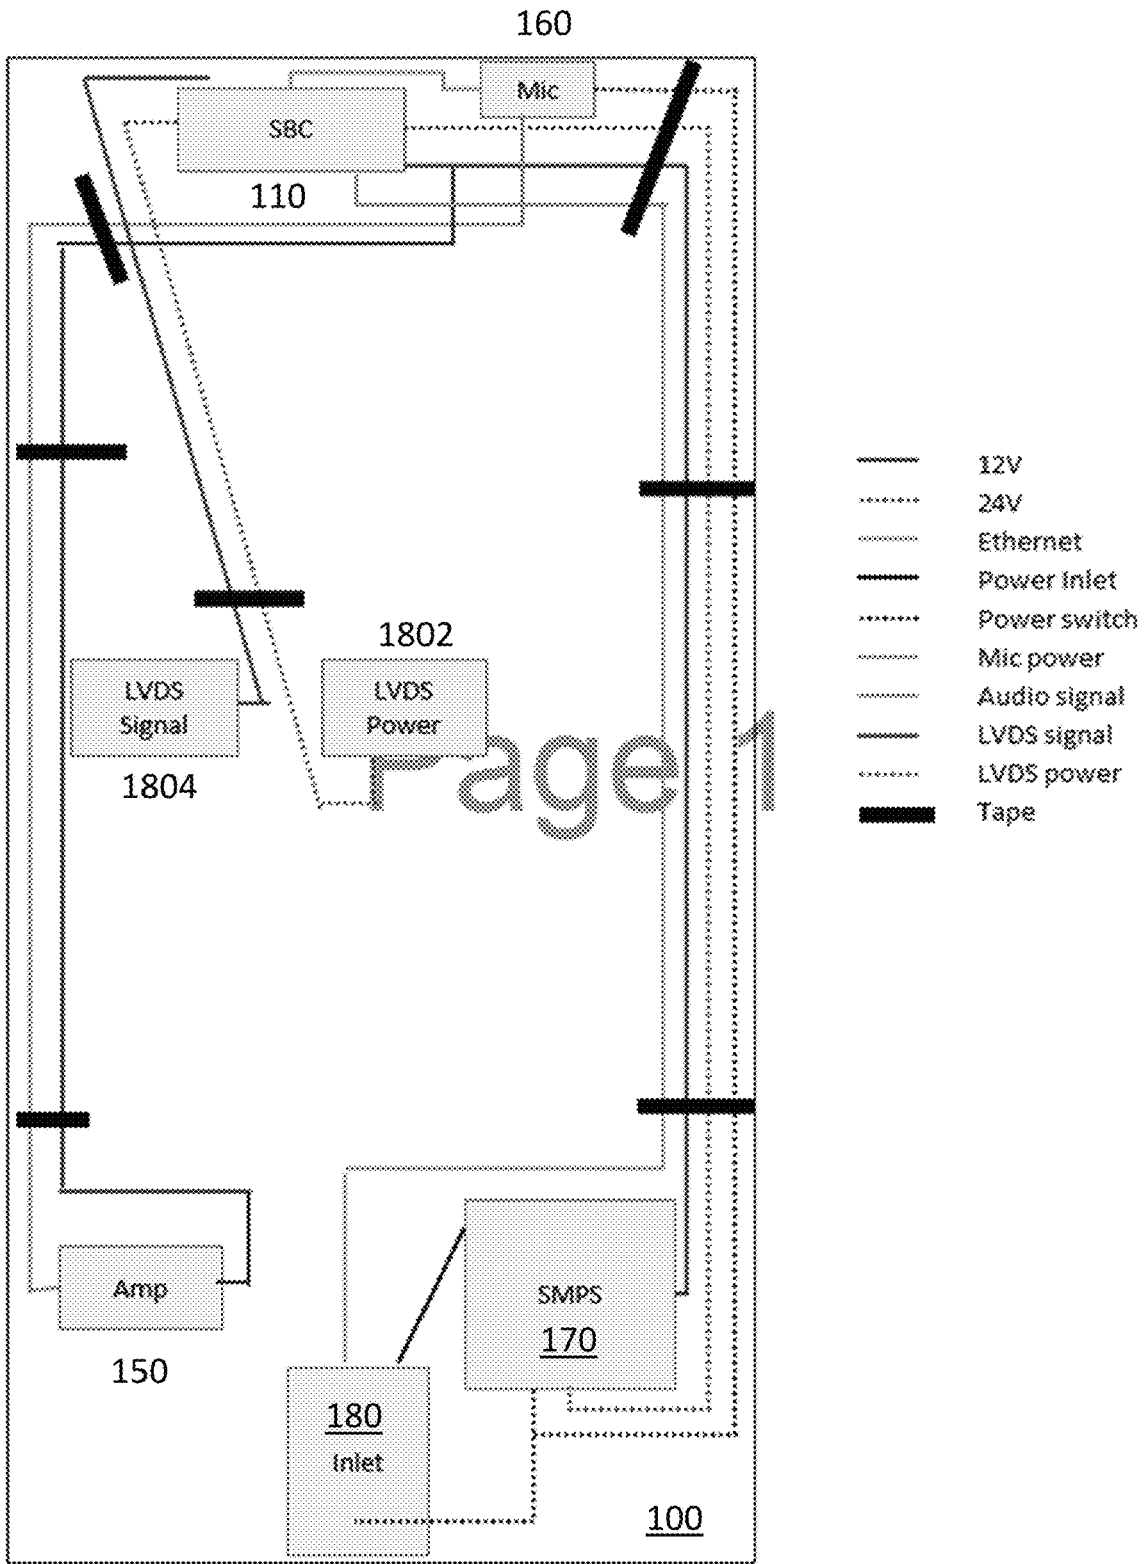 160
Mic
SBC
110
12V
24V
Ethernet
Power Inlet
Power switch
Mic power
Audio signal
LVDS signal
LVDS power
Tape
1802
LVDS
Signal
LVDS
Power
1804
Page 1
Amp
150
SMPS
170
180
Inlet
100